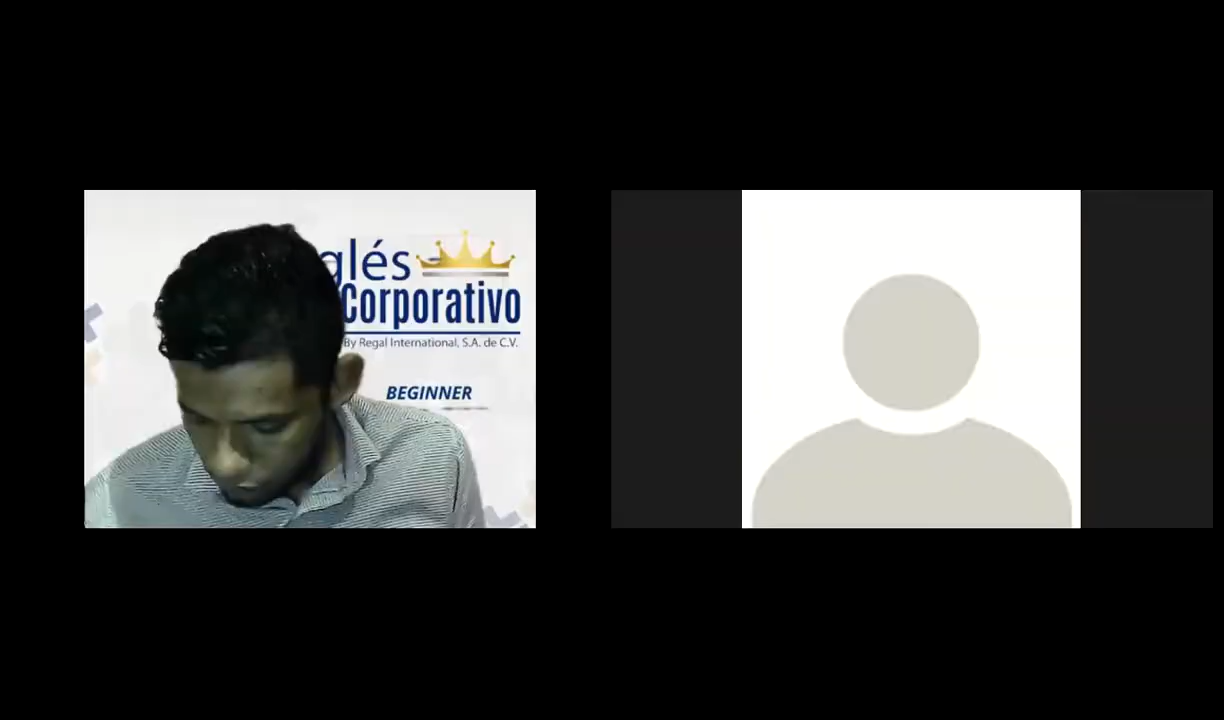 glés
Corporativo
By Regal International, S.A. de C.V.
BEGINNER